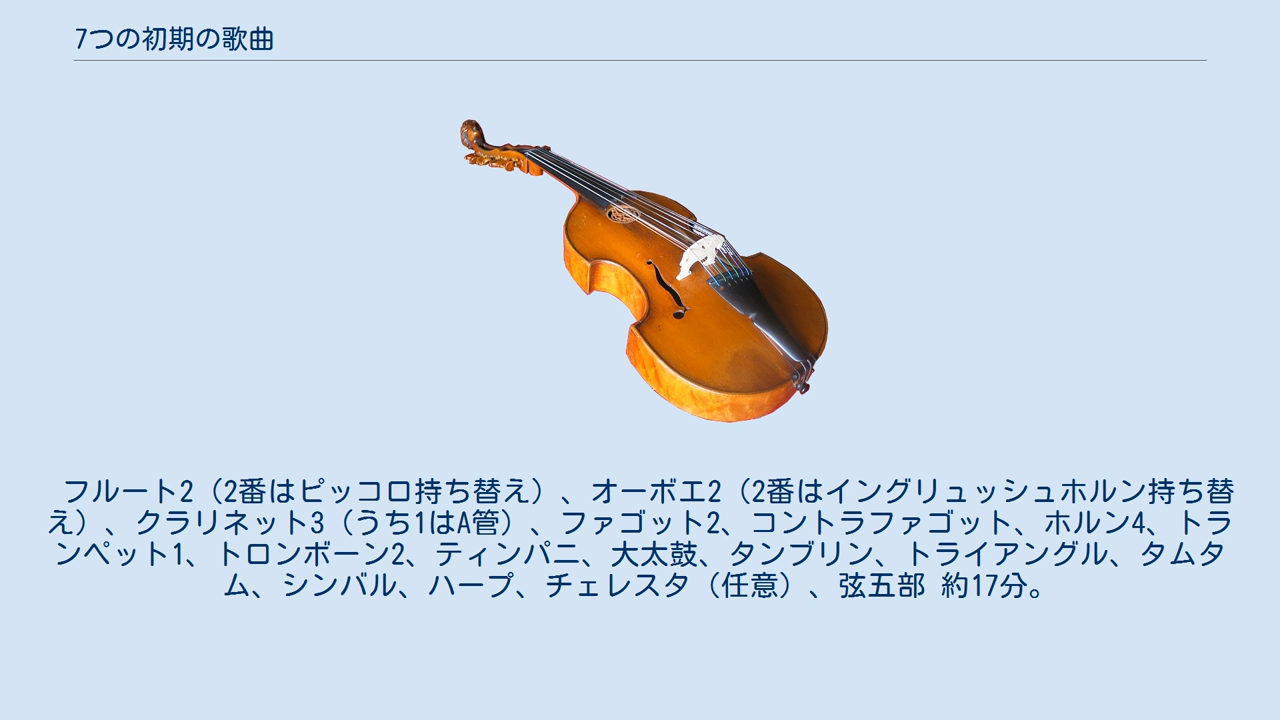 7つの初期の歌曲
フルート2（2番はピッコロ持ち替え）、オーボエ2（2番はイングリュッシュホルン持ち替
え）、クラリネット3（うち1はA管）、ファゴット2、コントラファゴット、ホルン4、トラ
ンペット1、トロンボーン2、ティンパニ、大太鼓、タンブリン、トライアングル、タムタ
ム、シンバル、ハープ、チェレスタ（任意）、弦五部 約17分。